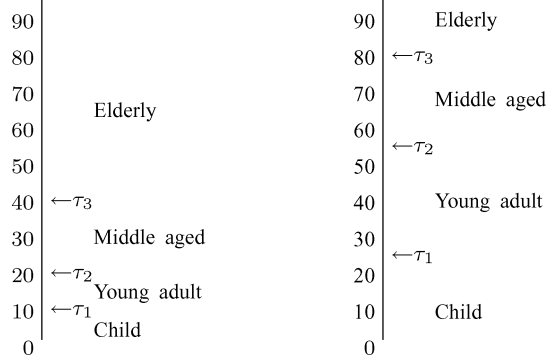 90
80
70
Elderly
60
50
40 ←τ3
30 Middle aged
20 ←τ2
Young adult
10 ←τ1
Child
0
90 Elderly
80 ←τ3
70 Middle aged
60
50 ←τ2
40 Young adult
30
20 ←τ1
10 Child
0